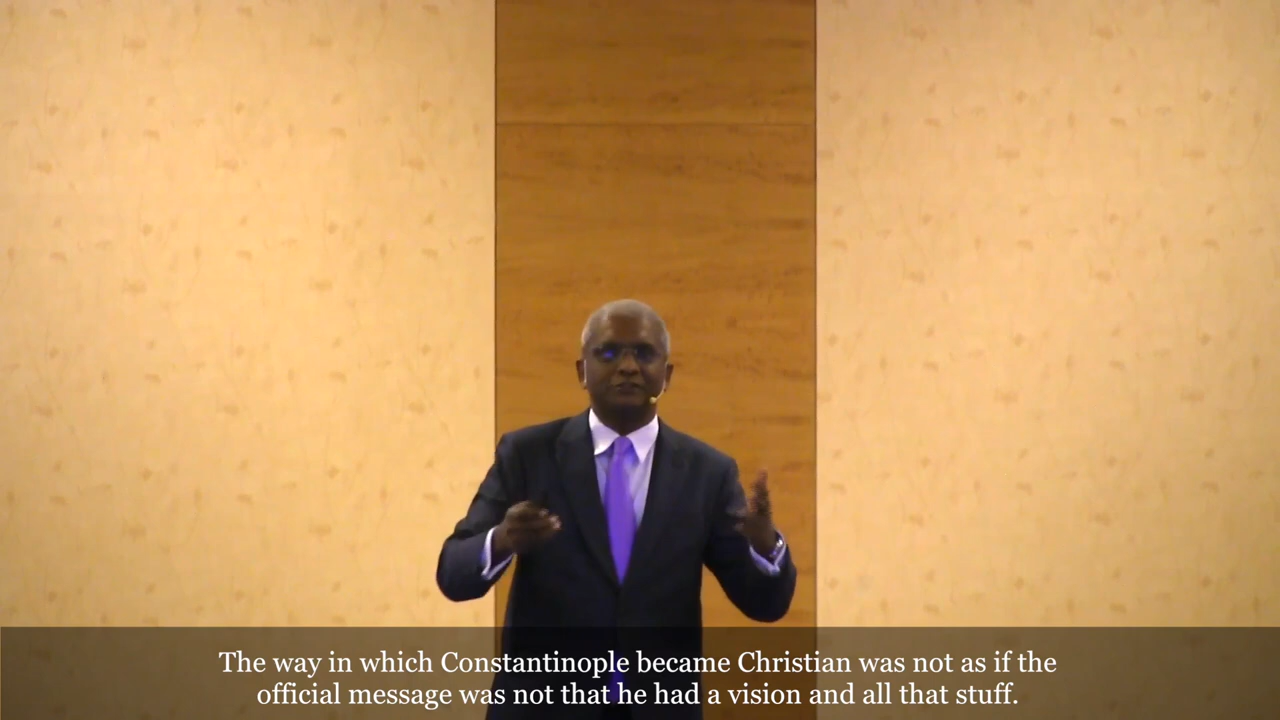 The way in which Constantinople became Christian was not as if the
official message was not that he had a vision and all that stuff.